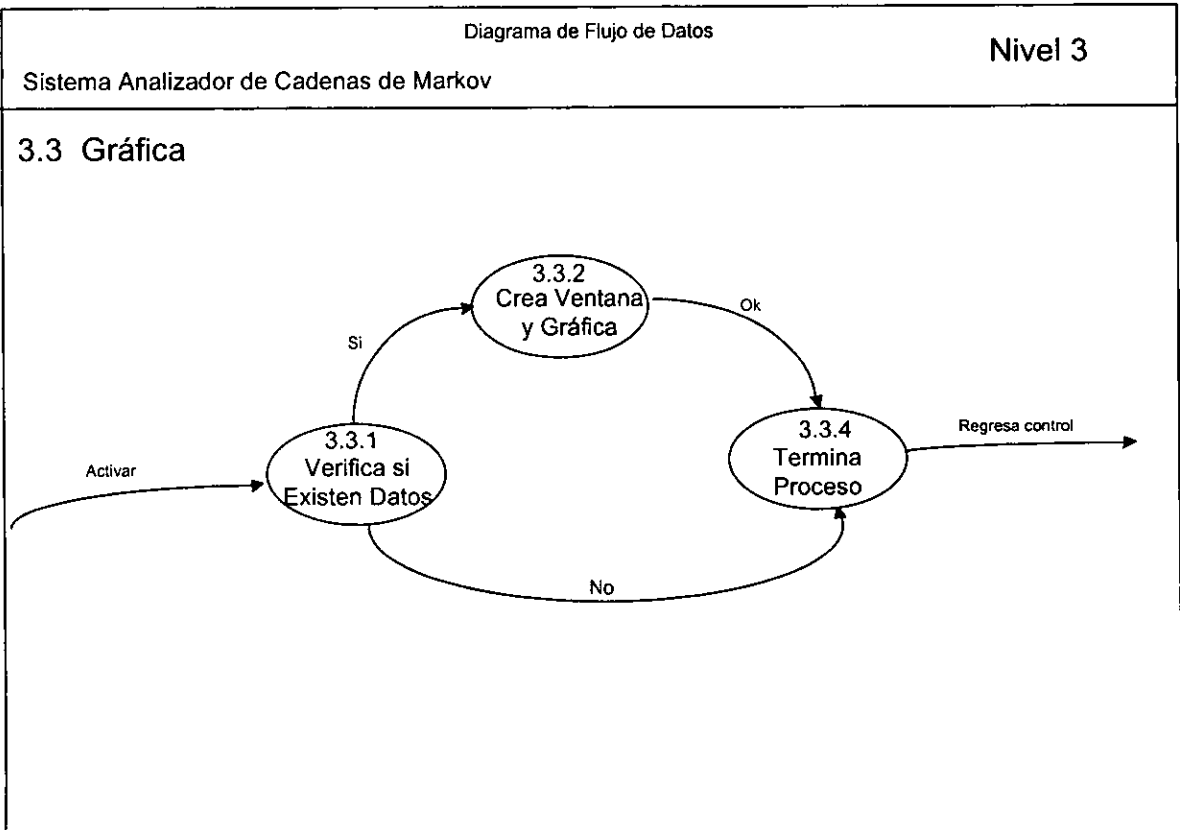 Diagrama de Flujo de Datos
Nivel 3
Sistema Analizador de Cadenas de Markov
3.3 Gráfica
3.3.2
Crea Ventana
y Gráfica
Si
Ok
3.3.1
Verifica si
Existen Datos
Activar
3.3.4
Termina
Proceso
Regresa control
No